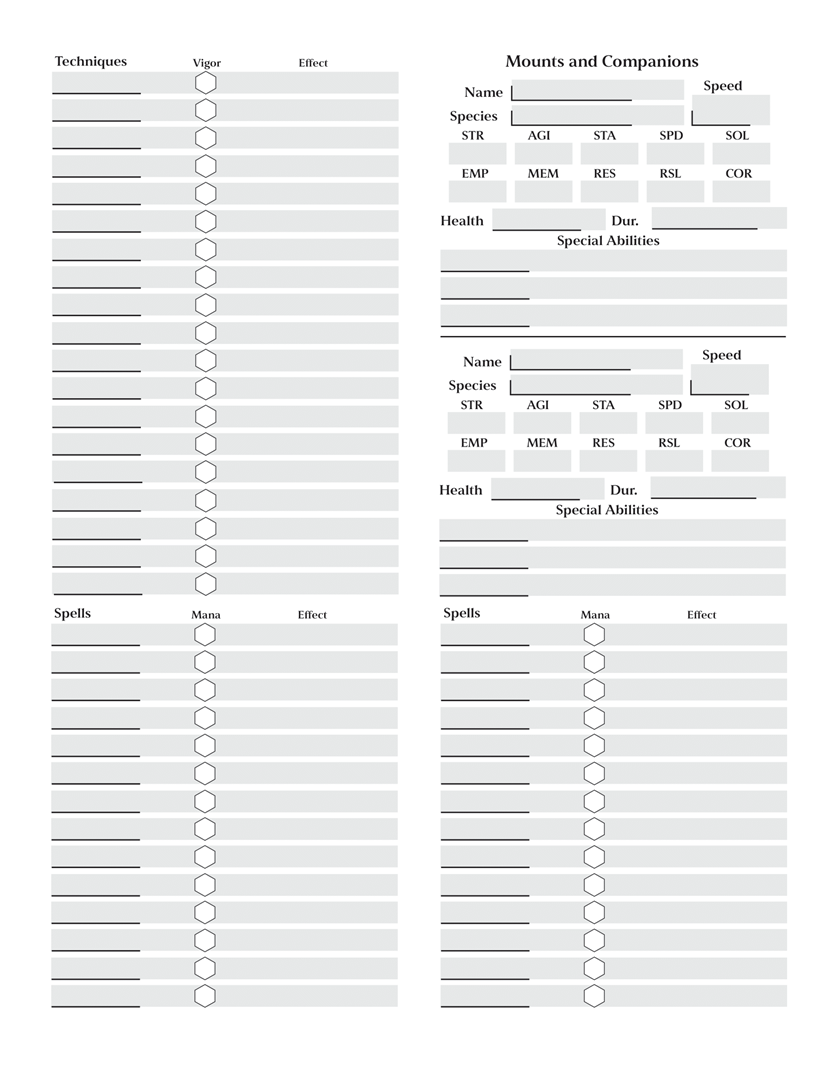 Techniques Vigor Effect
Spells Mana Effect
Mounts and Companions
Name Speed
Species
STR AGI STA SPD SOL
EMP MEM RES RSL COR
Health Dur.
Special Abilities
Name Speed
Species
STR AGI STA SPD SOL
EMP MEM RES RSL COR
Health Dur.
Special Abilities
Spells Mana Effect